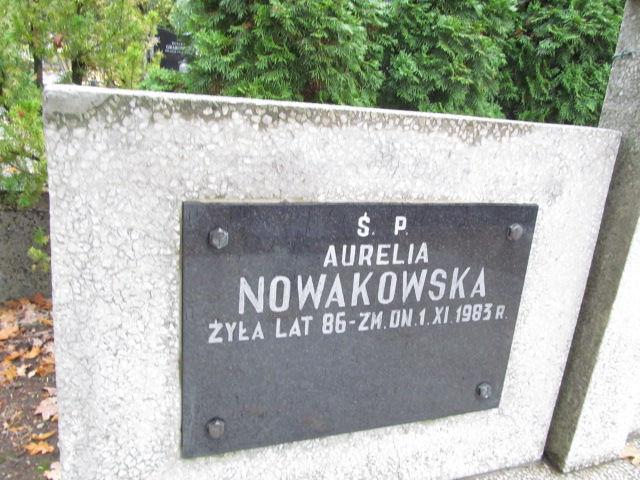 Ś. P.
AURELIA
NOWAKOWSKA
ŻYŁA LAT 86-ZM. DN. 1. XI. 1983 R.